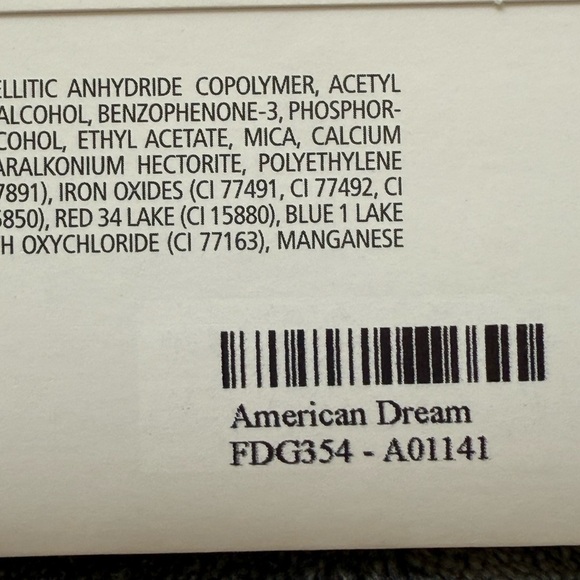 ELLITIC ANHYDRIDE COPOLYMER, ACETYL
ALCOHOL, BENZOPHENONE-3, PHOSPHOR-
COHOL, ETHYL ACETATE, MICA, CALCIUM
ARALKONIUM HECTORITE, POLYETHYLENE
7891), IRON OXIDES (CI 77491, CI 77492, CI
5850), RED 34 LAKE (CI 15880), BLUE 1 LAKE
H OXYCHLORIDE (CI 77163), MANGANESE
American Dream
FDG354 - A01141